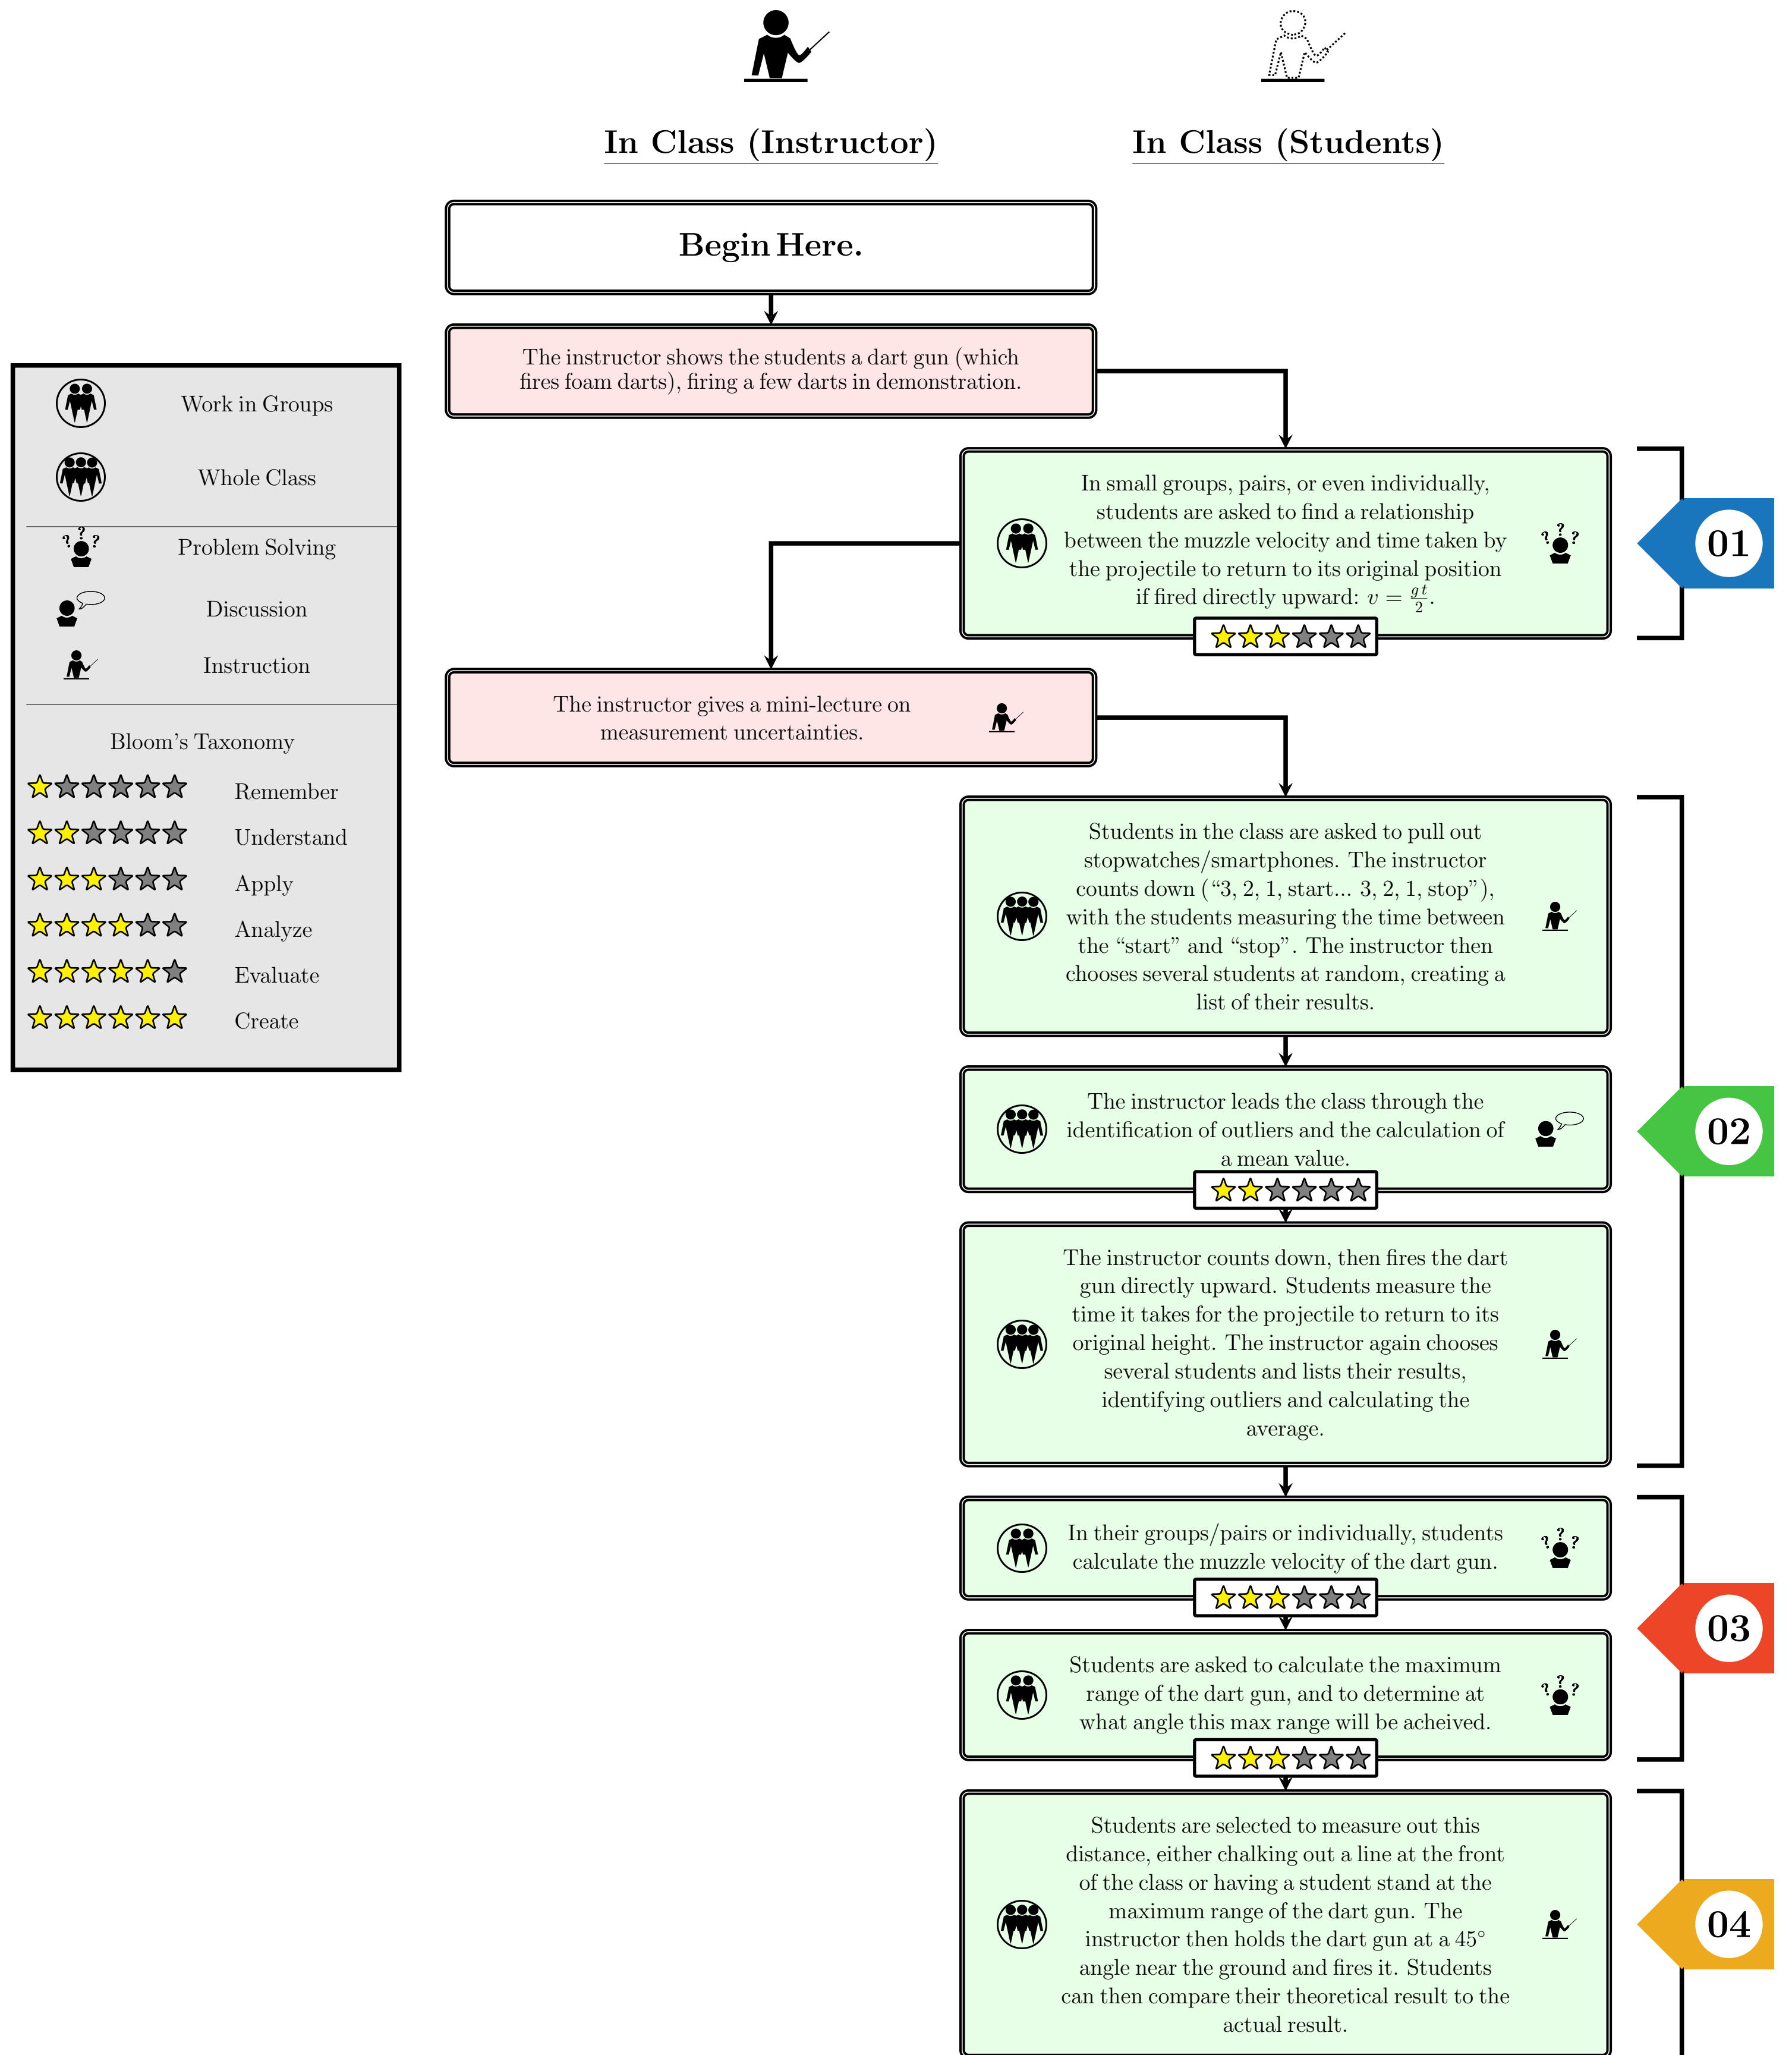 In Class (Instructor)
In Class (Students)
Begin Here.
The instructor shows the students a dart gun (which
fires foam darts), firing a few darts in demonstration.
Work in Groups
Whole Class
Problem Solving
Discussion
Instruction
Bloom's Taxonomy
Remember
Understand
Apply
Analyze
Evaluate
Create
In small groups, pairs, or even individually,
students are asked to find a relationship
between the muzzle velocity and time taken by
the projectile to return to its original position
if fired directly upward: v = \frac{g t}{2}.
01
The instructor gives a mini-lecture on
measurement uncertainties.
Students in the class are asked to pull out
stopwatches/smartphones. The instructor
counts down (“3, 2, 1, start... 3, 2, 1, stop”),
with the students measuring the time between
the “start” and “stop”. The instructor then
chooses several students at random, creating a
list of their results.
The instructor leads the class through the
identification of outliers and the calculation of
a mean value.
02
The instructor counts down, then fires the dart
gun directly upward. Students measure the
time it takes for the projectile to return to its
original height. The instructor again chooses
several students and lists their results,
identifying outliers and calculating the
average.
In their groups/pairs or individually, students
calculate the muzzle velocity of the dart gun.
03
Students are asked to calculate the maximum
range of the dart gun, and to determine at
what angle this max range will be acheived.
Students are selected to measure out this
distance, either chalking out a line at the front
of the class or having a student stand at the
maximum range of the dart gun. The
instructor then holds the dart gun at a 45°
angle near the ground and fires it. Students
can then compare their theoretical result to the
actual result.
04